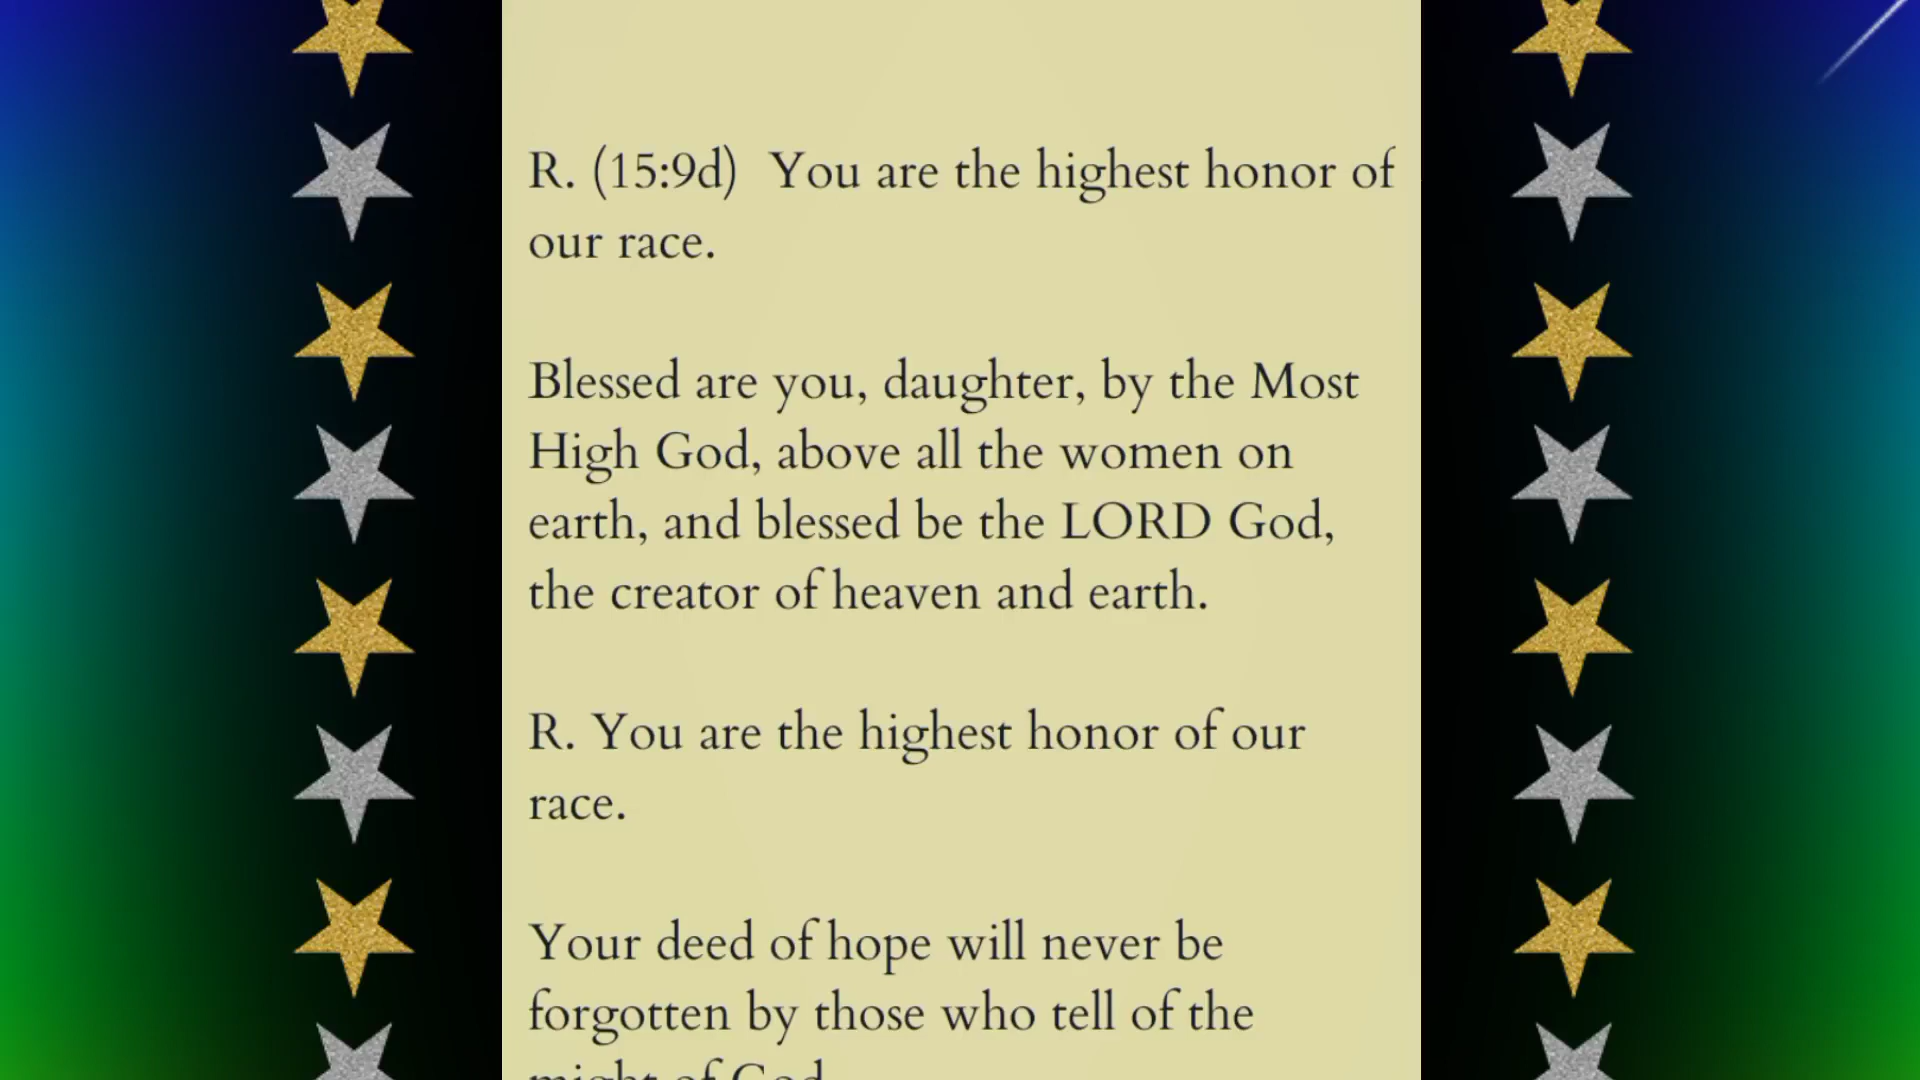 R. (15:9d)  You are the highest honor of
our race.
Blessed are you, daughter, by the Most
High God, above all the women on
earth, and blessed be the LORD God,
the creator of heaven and earth.
R. You are the highest honor of our
race.
Your deed of hope will never be
forgotten by those who tell of the
might of God.